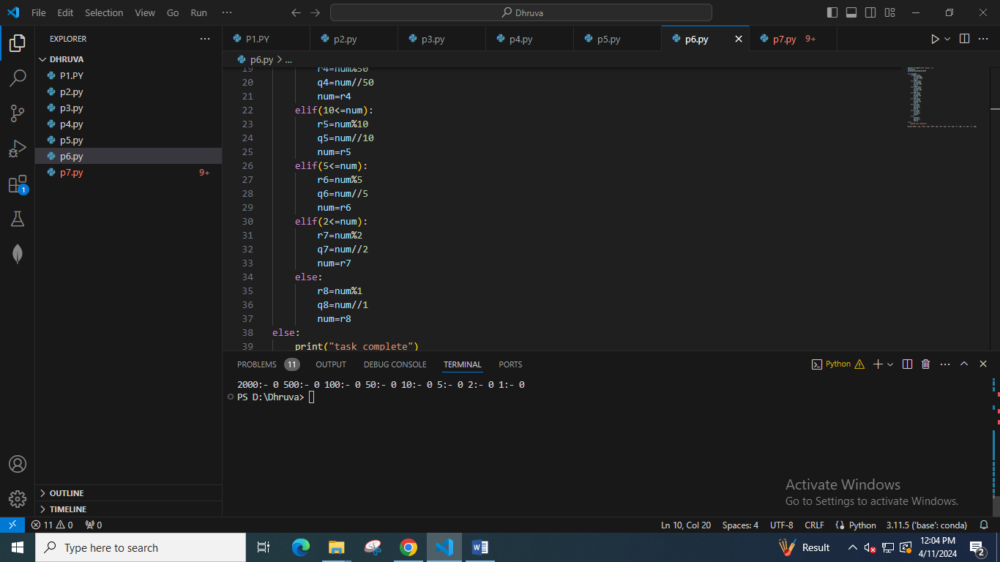 File Edit Selection View Go Run ··· Dhruva
EXPLORER ···
P1.PY p2.py p3.py p4.py p5.py p6.py p7.py 9+
DHRUVA
P1.PY
p2.py
p3.py
p4.py
p5.py
p6.py
p7.py 9+
OUTLINE
TIMELINE
p6.py > ...
19 r4=num%50
20 q4=num//50
21 num=r4
22 elif(10<=num):
23 r5=num%10
24 q5=num//10
25 num=r5
26 elif(5<=num):
27 r6=num%5
28 q6=num//5
29 num=r6
30 elif(2<=num):
31 r7=num%2
32 q7=num//2
33 num=r7
34 else:
35 r8=num%1
36 q8=num//1
37 num=r8
38 else:
39 print("task complete")
PROBLEMS 11 OUTPUT DEBUG CONSOLE TERMINAL PORTS Python
2000:- 0 500:- 0 100:- 0 50:- 0 10:- 0 5:- 0 2:- 0 1:- 0
PS D:\Dhruva>
1
Activate Windows
Go to Settings to activate Windows.
11 0 0 Ln 10, Col 20 Spaces: 4 UTF-8 CRLF Python 3.11.5 ('base': conda)
Type here to search Result
12:04 PM
4/11/2024
2